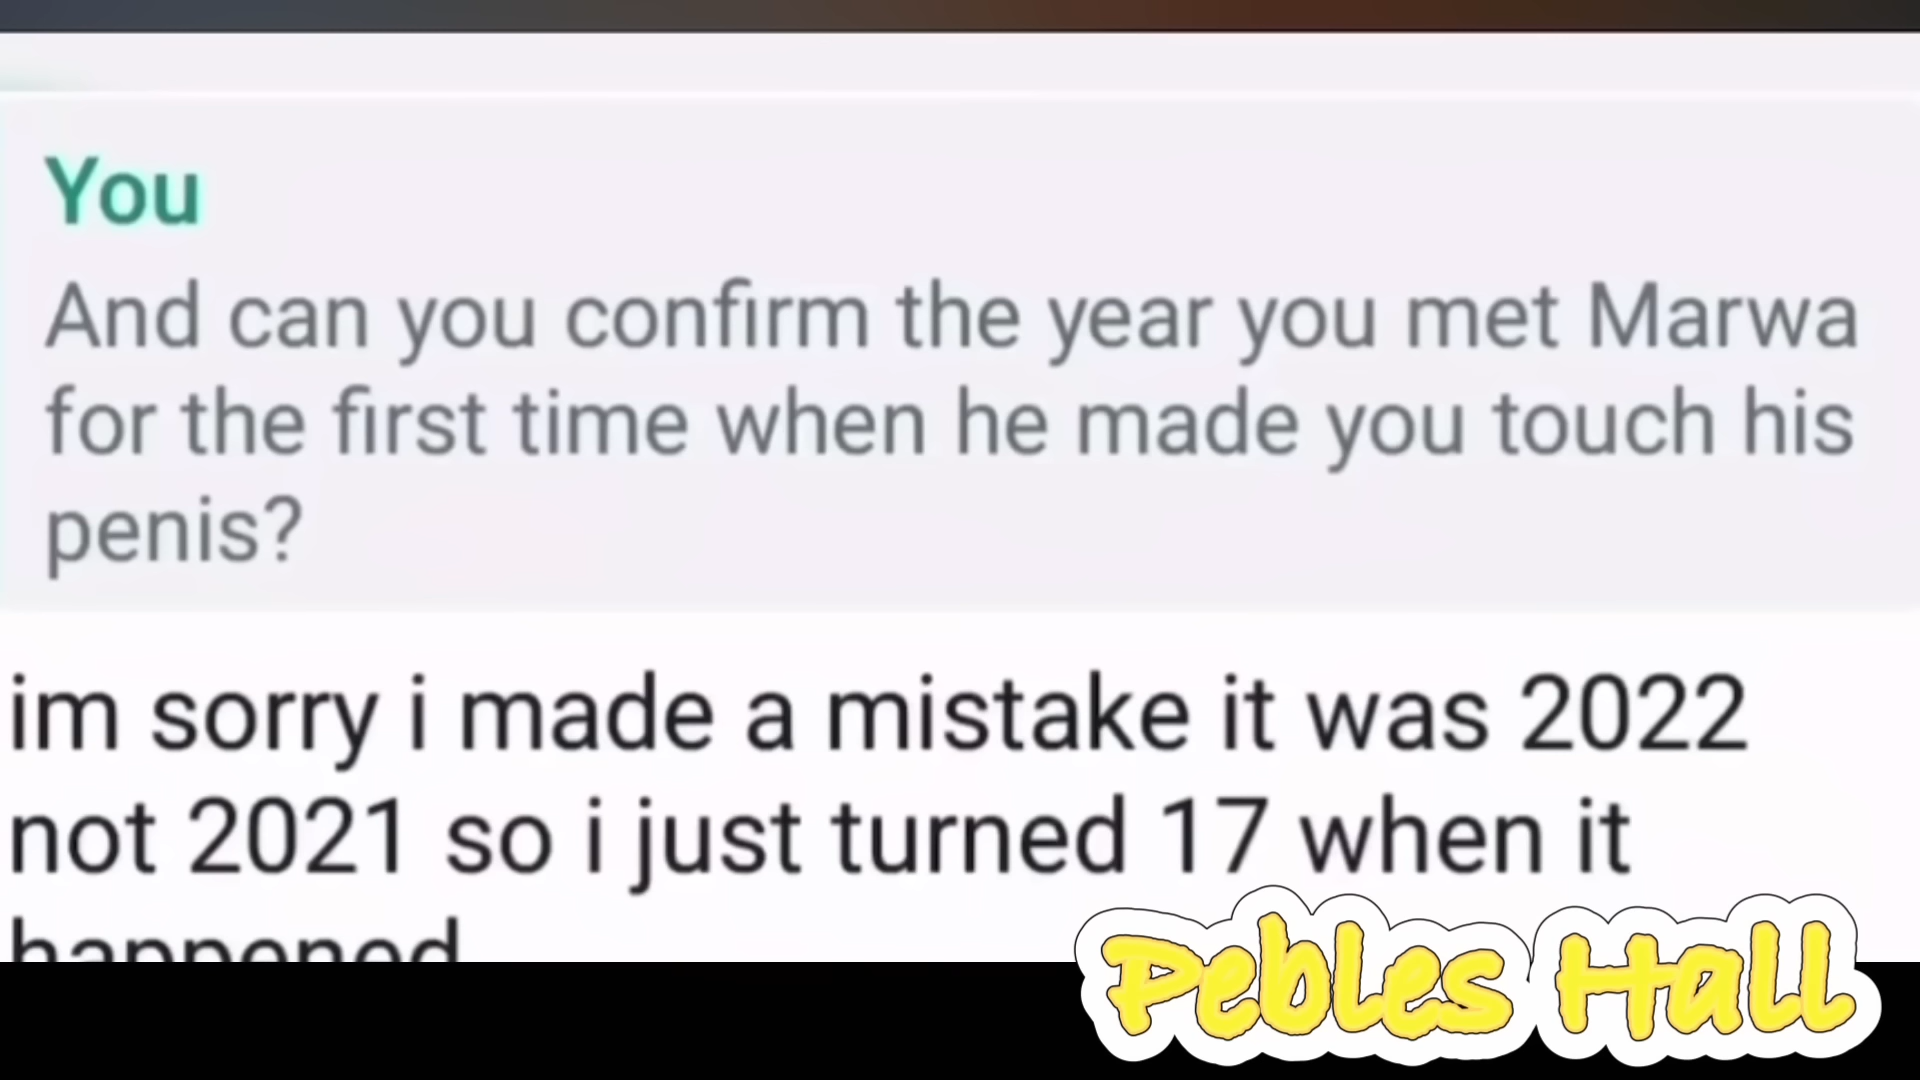 You
And can you confirm the year you met Marwa
for the first time when he made you touch his
penis?
im sorry i made a mistake it was 2022
not 2021 so i just turned 17 when it
happened
Pebles Hall